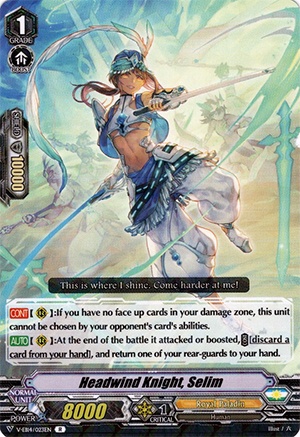 1
GRADE
BOOST
SHIELD
10000
This is where I shine. Come harder at me!
CONT :If you have no face up cards in your damage zone, this unit
cannot be chosen by your opponent's card's abilities.
AUTO :At the end of the battle it attacked or boosted, [discard a
card from your hand], and return one of your rear-guards to your hand.
Headwind Knight, Selim
NORMAL
UNIT
POWER
8000
1
CRITICAL
Royal Paladin
Human
V-EB14/023EN R
Illust